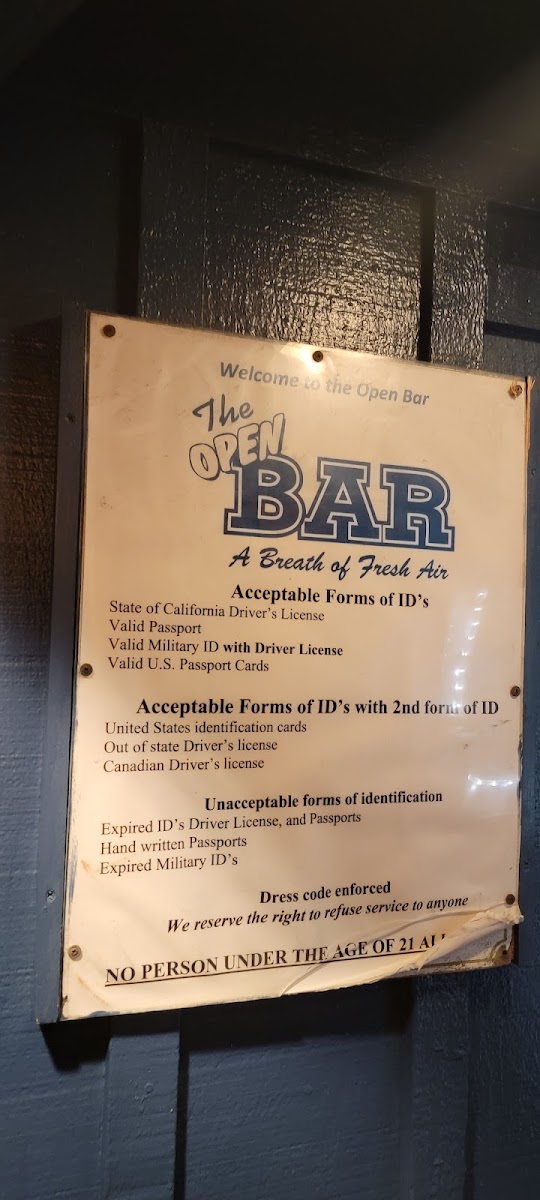 Welcome to the Open Bar
The
OPEN
BAR
A Breath of Fresh Air
Acceptable Forms of ID's
State of California Driver's License
Valid Passport
Valid Military ID with Driver License
Valid U.S. Passport Cards
Acceptable Forms of ID's with 2nd form of ID
United States identification cards
Out of state Driver's license
Canadian Driver's license
Unacceptable forms of identification
Expired ID's Driver License, and Passports
Hand written Passports
Expired Military ID's
Dress code enforced
We reserve the right to refuse service to anyone
NO PERSON UNDER THE AGE OF 21